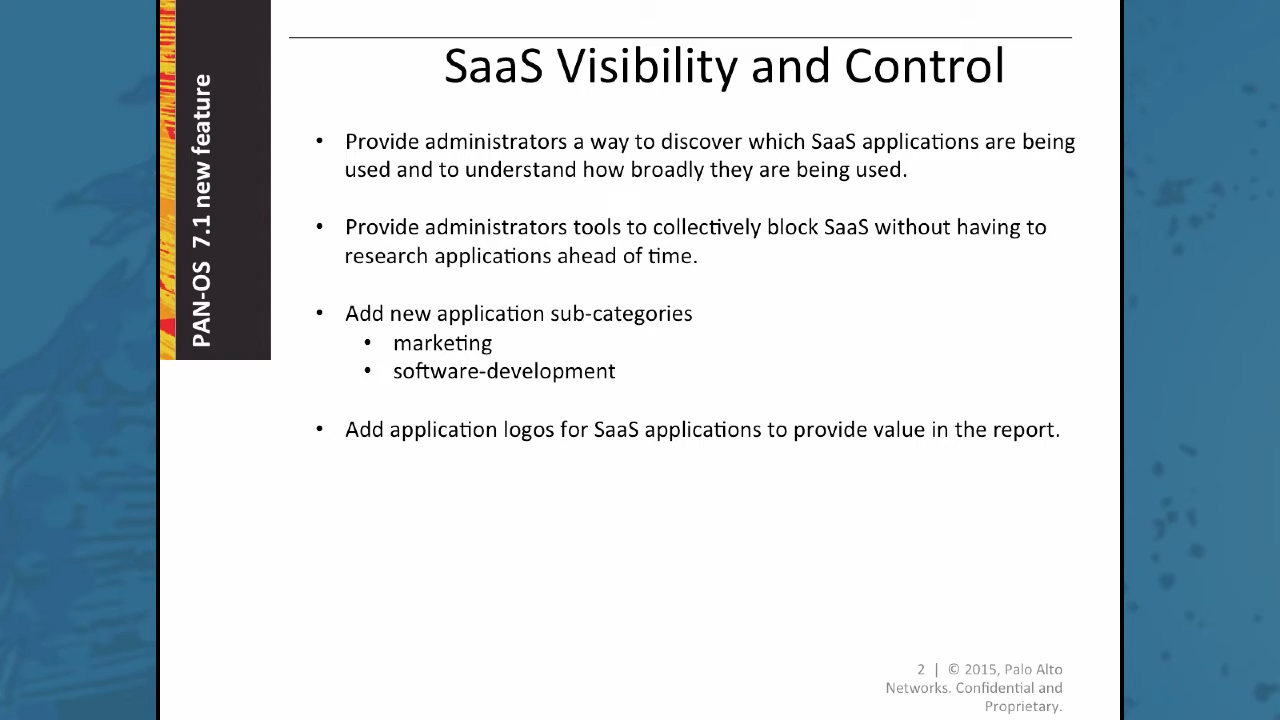 PAN-OS 7.1 new feature
SaaS Visibility and Control
• Provide administrators a way to discover which SaaS applications are being
used and to understand how broadly they are being used.
• Provide administrators tools to collectively block SaaS without having to
research applications ahead of time.
• Add new application sub-categories
• marketing
• software-development
• Add application logos for SaaS applications to provide value in the report.
2 | © 2015, Palo Alto
Networks. Confidential and
Proprietary.